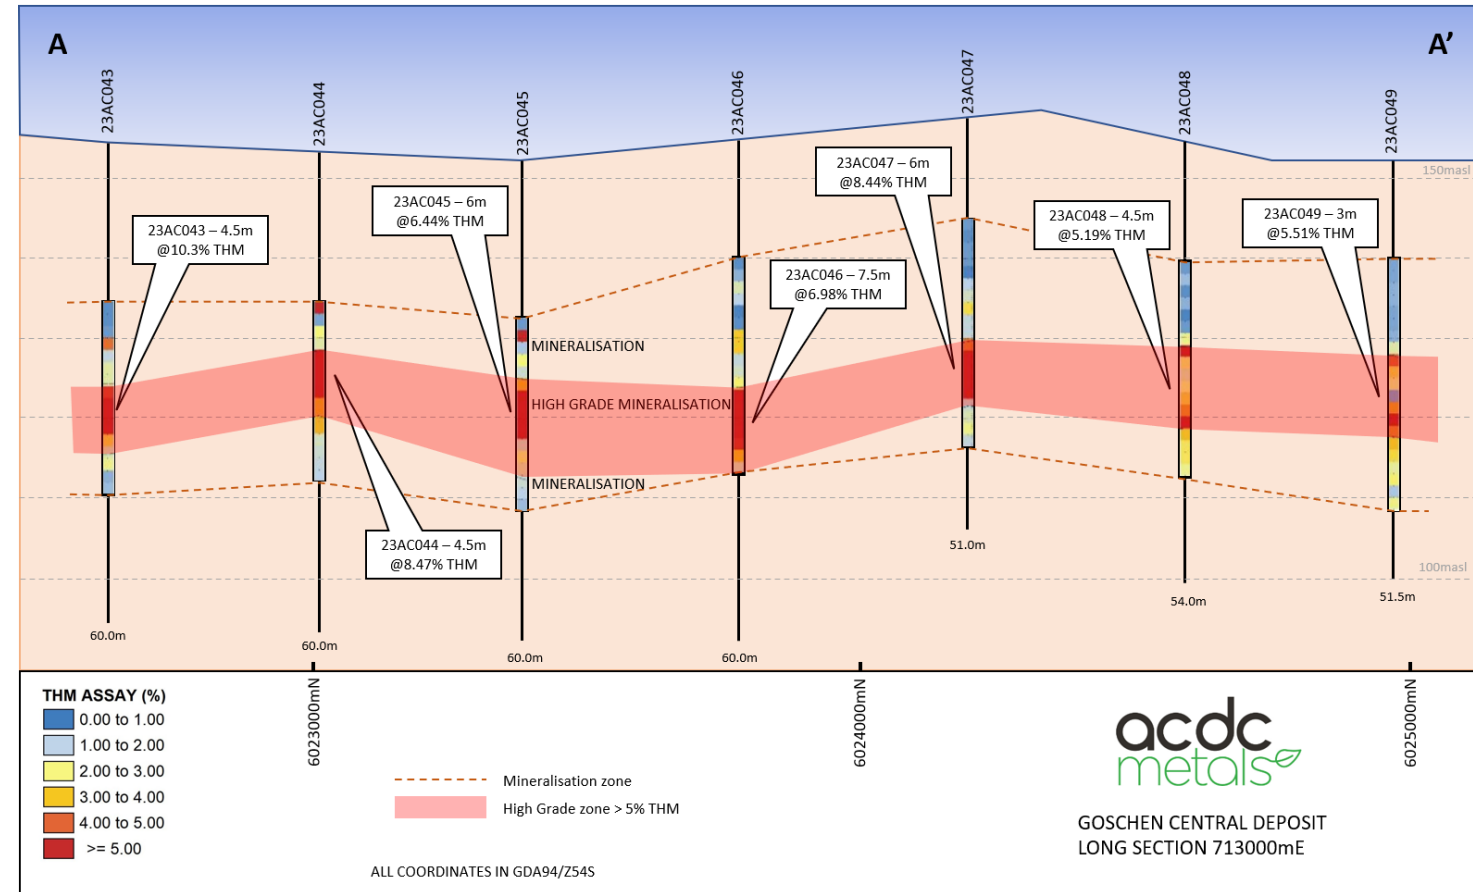 A
A’
23AC043
23AC044
23AC045
23AC046
23AC047
23AC048
23AC049
150masl
23AC043 – 4.5m
@10.3% THM
23AC045 – 6m
@6.44% THM
23AC047 – 6m
@8.44% THM
23AC046 – 7.5m
@6.98% THM
23AC048 – 4.5m
@5.19% THM
23AC049 – 3m
@5.51% THM
MINERALISATION
HIGH GRADE MINERALISATION
MINERALISATION
23AC044 – 4.5m
@8.47% THM
100masl
60.0m
60.0m
60.0m
60.0m
51.0m
54.0m
51.5m
6023000mN
6024000mN
6025000mN
THM ASSAY (%)
0.00 to 1.00
1.00 to 2.00
2.00 to 3.00
3.00 to 4.00
4.00 to 5.00
>= 5.00
Mineralisation zone
High Grade zone > 5% THM
ALL COORDINATES IN GDA94/Z54S
acdc
metals
GOSCHEN CENTRAL DEPOSIT
LONG SECTION 713000mE